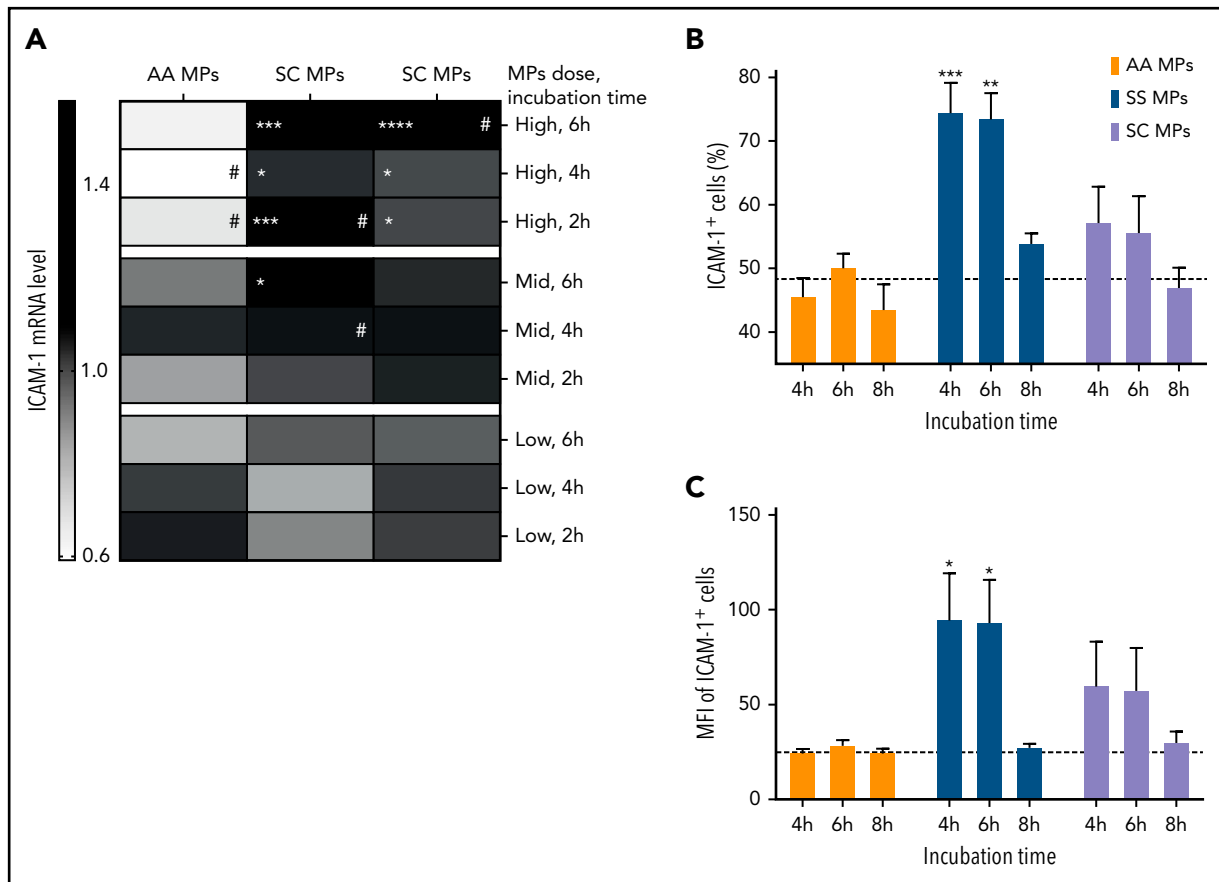 A
AA MPs SC MPs SC MPs MPs dose,
incubation time
*** **** # High, 6h
# * * High, 4h
# *** # * High, 2h
* Mid, 6h
# Mid, 4h
Mid, 2h
Low, 6h
Low, 4h
Low, 2h
ICAM-1 mRNA level
1.4
1.0
0.6
B
AA MPs
SS MPs
SC MPs
ICAM-1+ cells (%)
80
70
60
50
40
*** **
4h 6h 8h 4h 6h 8h 4h 6h 8h
Incubation time
C
MFI of ICAM-1+ cells
150
100
50
0
* *
4h 6h 8h 4h 6h 8h 4h 6h 8h
Incubation time